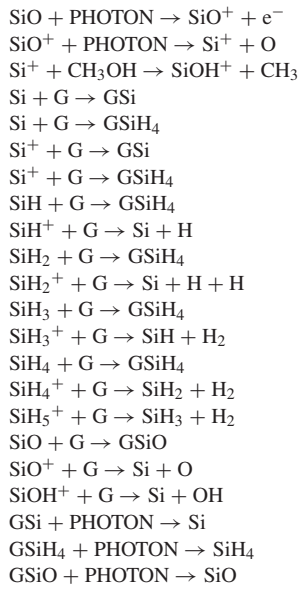 SiO + PHOTON → SiO⁺ + e⁻
SiO⁺ + PHOTON → Si⁺ + O
Si⁺ + CH₃OH → SiOH⁺ + CH₃
Si + G → GSi
Si + G → GSiH₄
Si⁺ + G → GSi
Si⁺ + G → GSiH₄
SiH + G → GSiH₄
SiH⁺ + G → Si + H
SiH₂ + G → GSiH₄
SiH₂⁺ + G → Si + H + H
SiH₃ + G → GSiH₄
SiH₃⁺ + G → SiH + H₂
SiH₄ + G → GSiH₄
SiH₄⁺ + G → SiH₂ + H₂
SiH₅⁺ + G → SiH₃ + H₂
SiO + G → GSiO
SiO⁺ + G → Si + O
SiOH⁺ + G → Si + OH
GSi + PHOTON → Si
GSiH₄ + PHOTON → SiH₄
GSiO + PHOTON → SiO